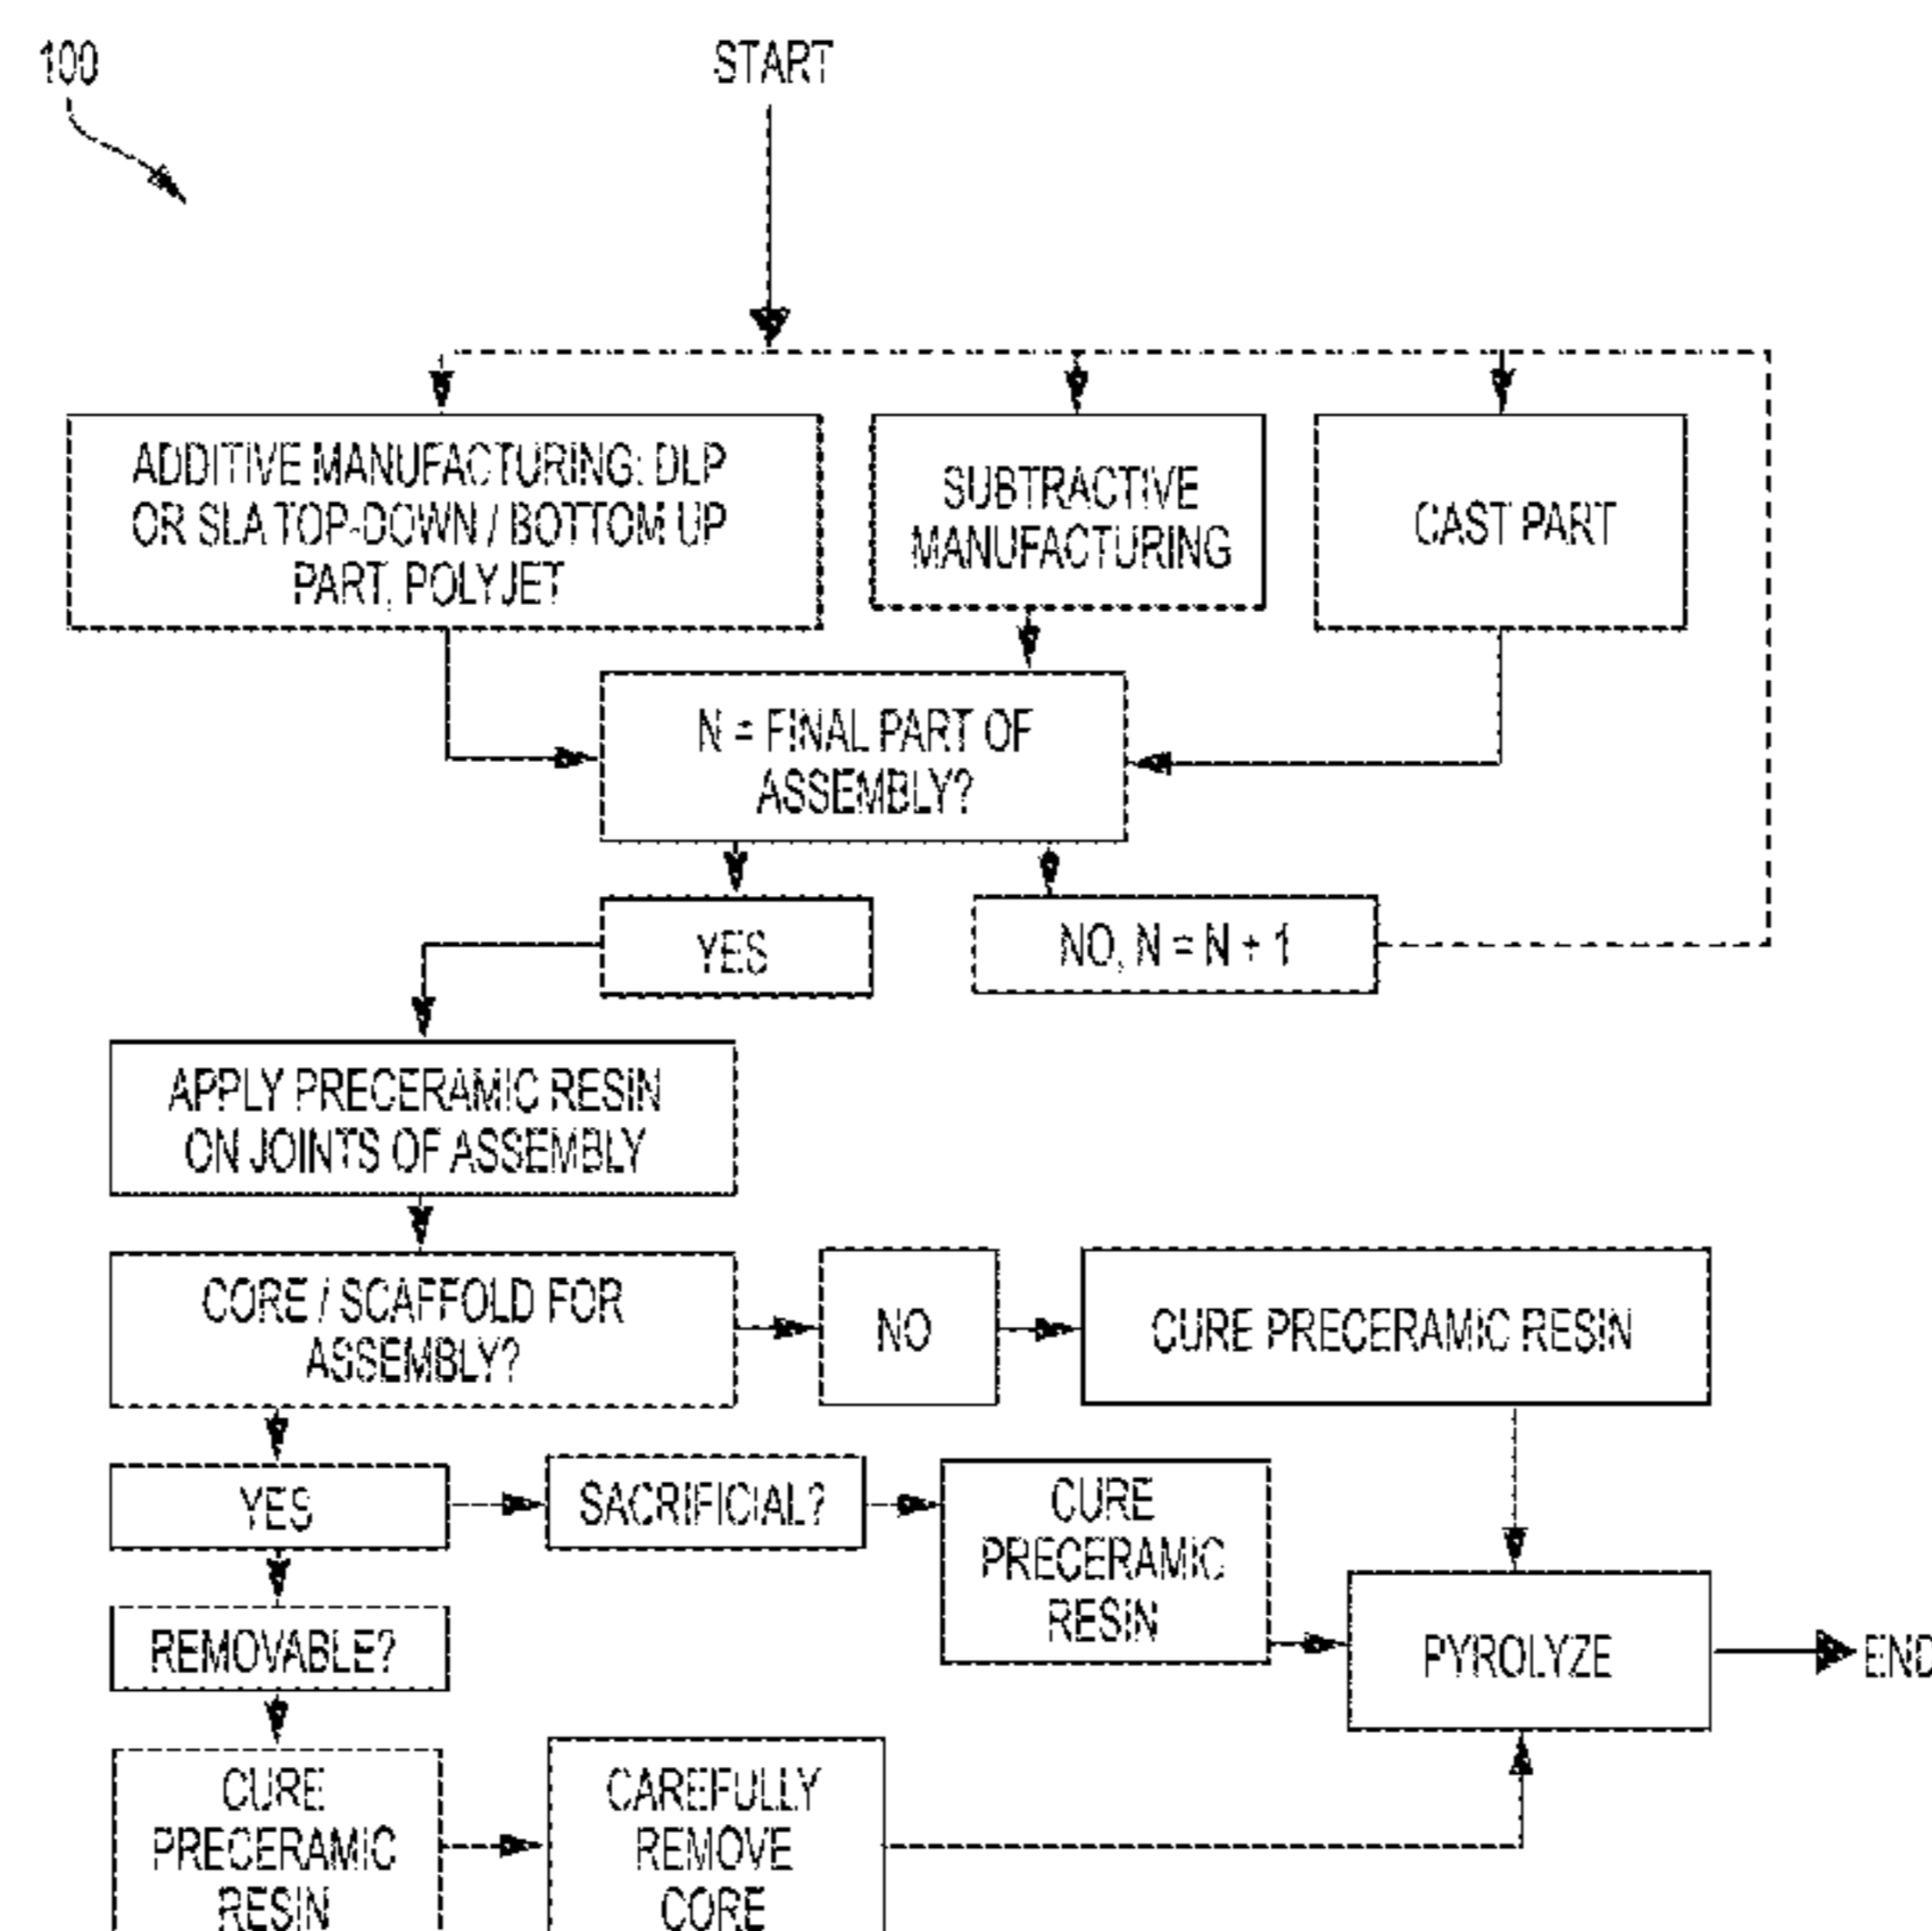 100
START
ADDITIVE MANUFACTURING: DLP
OR SLA TOP-DOWN / BOTTOM UP
PART, POLYJET
SUBTRACTIVE
MANUFACTURING
CAST PART
N = FINAL PART OF
ASSEMBLY?
YES
NO, N = N + 1
APPLY PRECERAMIC RESIN
ON JOINTS OF ASSEMBLY
CORE / SCAFFOLD FOR
ASSEMBLY?
NO
CURE PRECERAMIC RESIN
YES
SACRIFICIAL?
CURE
PRECERAMIC
RESIN
REMOVABLE?
PYROLYZE
END
CURE
PRECERAMIC
RESIN
CAREFULLY
REMOVE
CORE